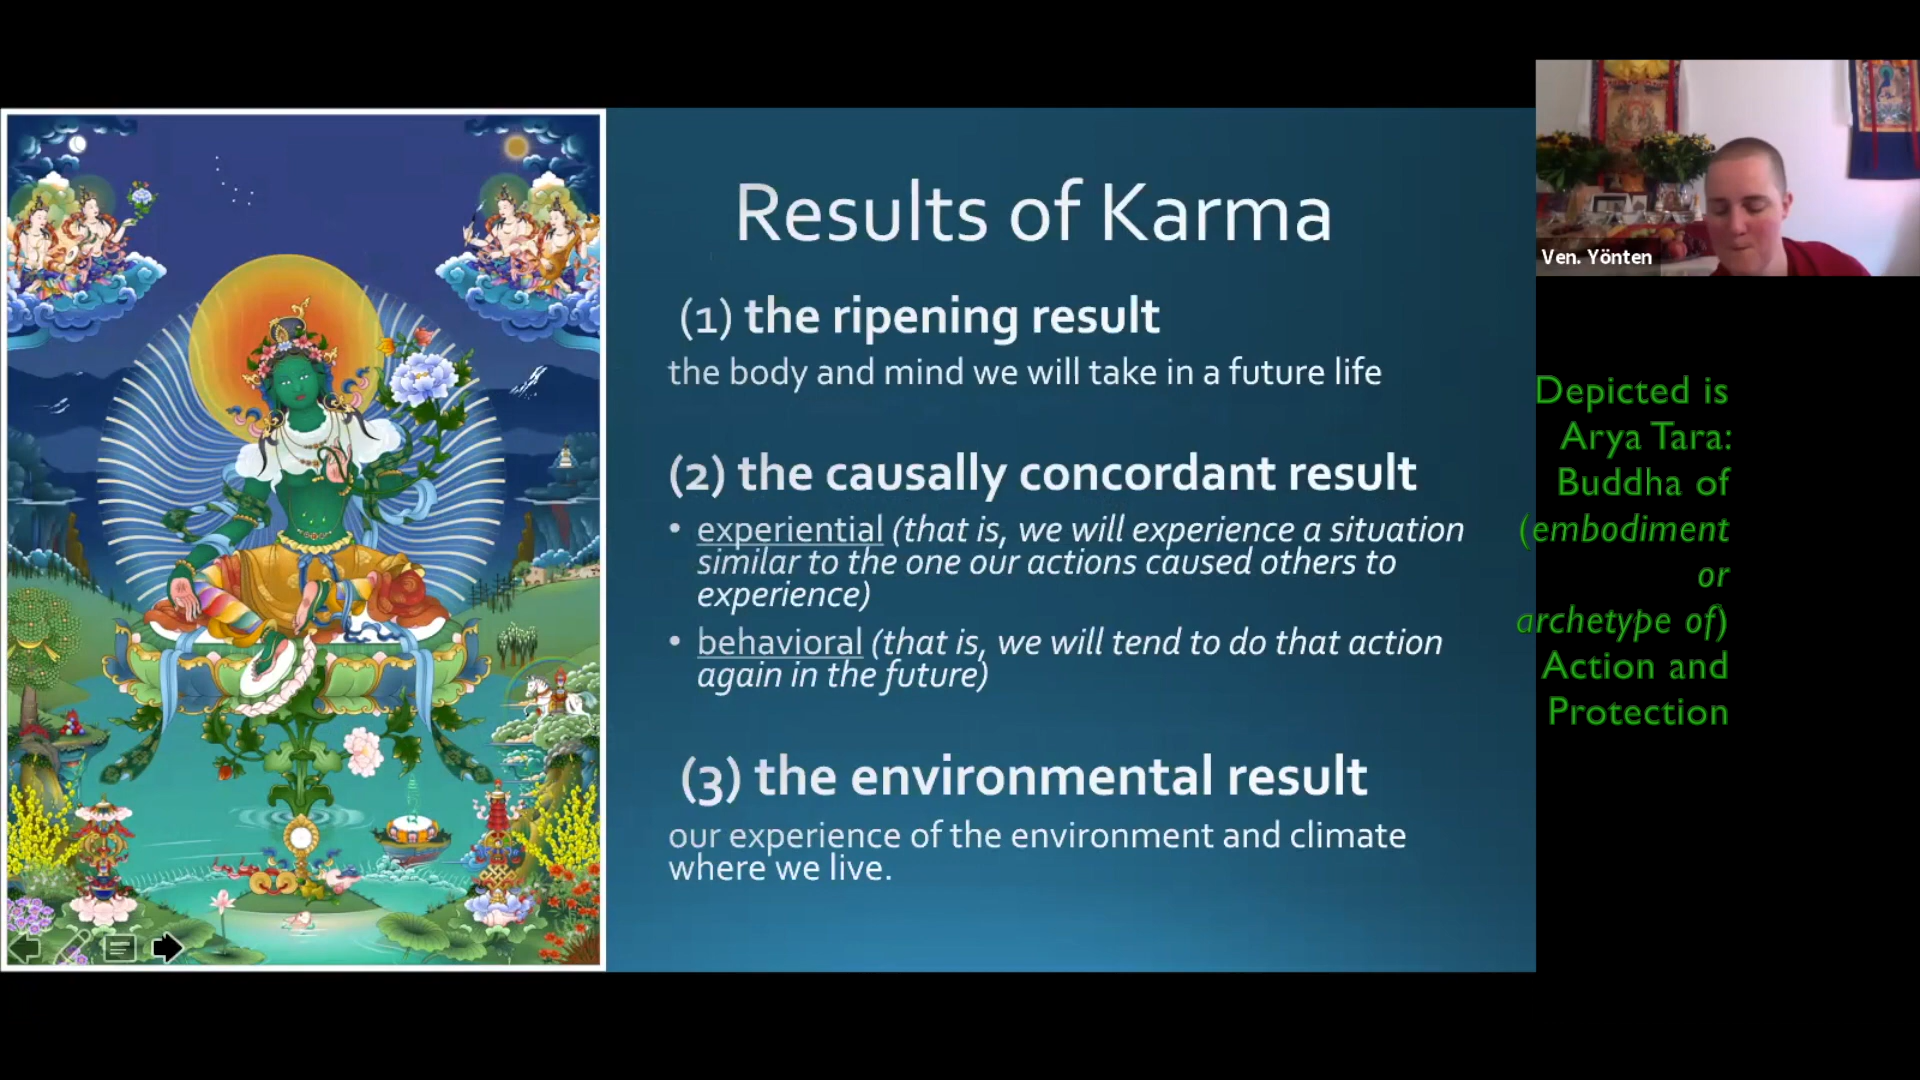 Results of Karma
(1) the ripening result
the body and mind we will take in a future life
(2) the causally concordant result
• experiential (that is, we will experience a situation
similar to the one our actions caused others to
experience)
• behavioral (that is, we will tend to do that action
again in the future)
(3) the environmental result
our experience of the environment and climate
where we live.
Ven. Yönten
Depicted is
Arya Tara:
Buddha of
(embodiment
or
archetype of)
Action and
Protection